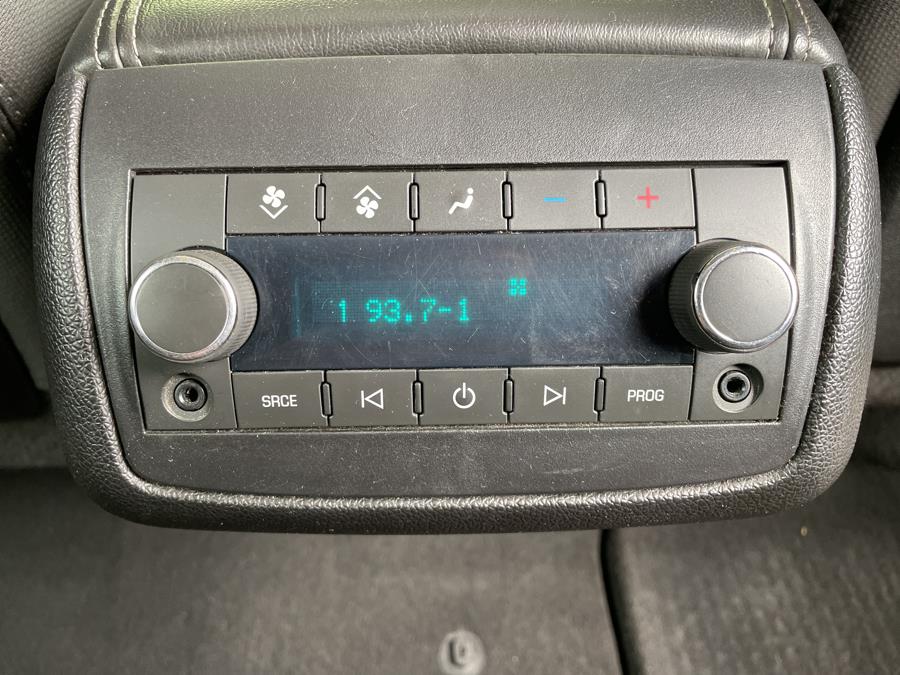 1 93.7-1
SRCE
PROG